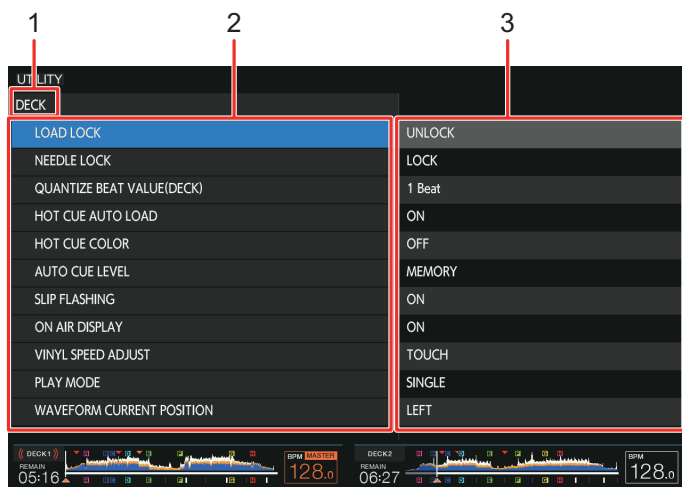 1 2 3
UTILITY
DECK
LOAD LOCK UNLOCK
NEEDLE LOCK LOCK
QUANTIZE BEAT VALUE(DECK) 1 Beat
HOT CUE AUTO LOAD ON
HOT CUE COLOR OFF
AUTO CUE LEVEL MEMORY
SLIP FLASHING ON
ON AIR DISPLAY ON
VINYL SPEED ADJUST TOUCH
PLAY MODE SINGLE
WAVEFORM CURRENT POSITION LEFT
DECK1 BPM MASTER DECK2 BPM
REMAIN REMAIN
05:16 128.0 06:27 128.0